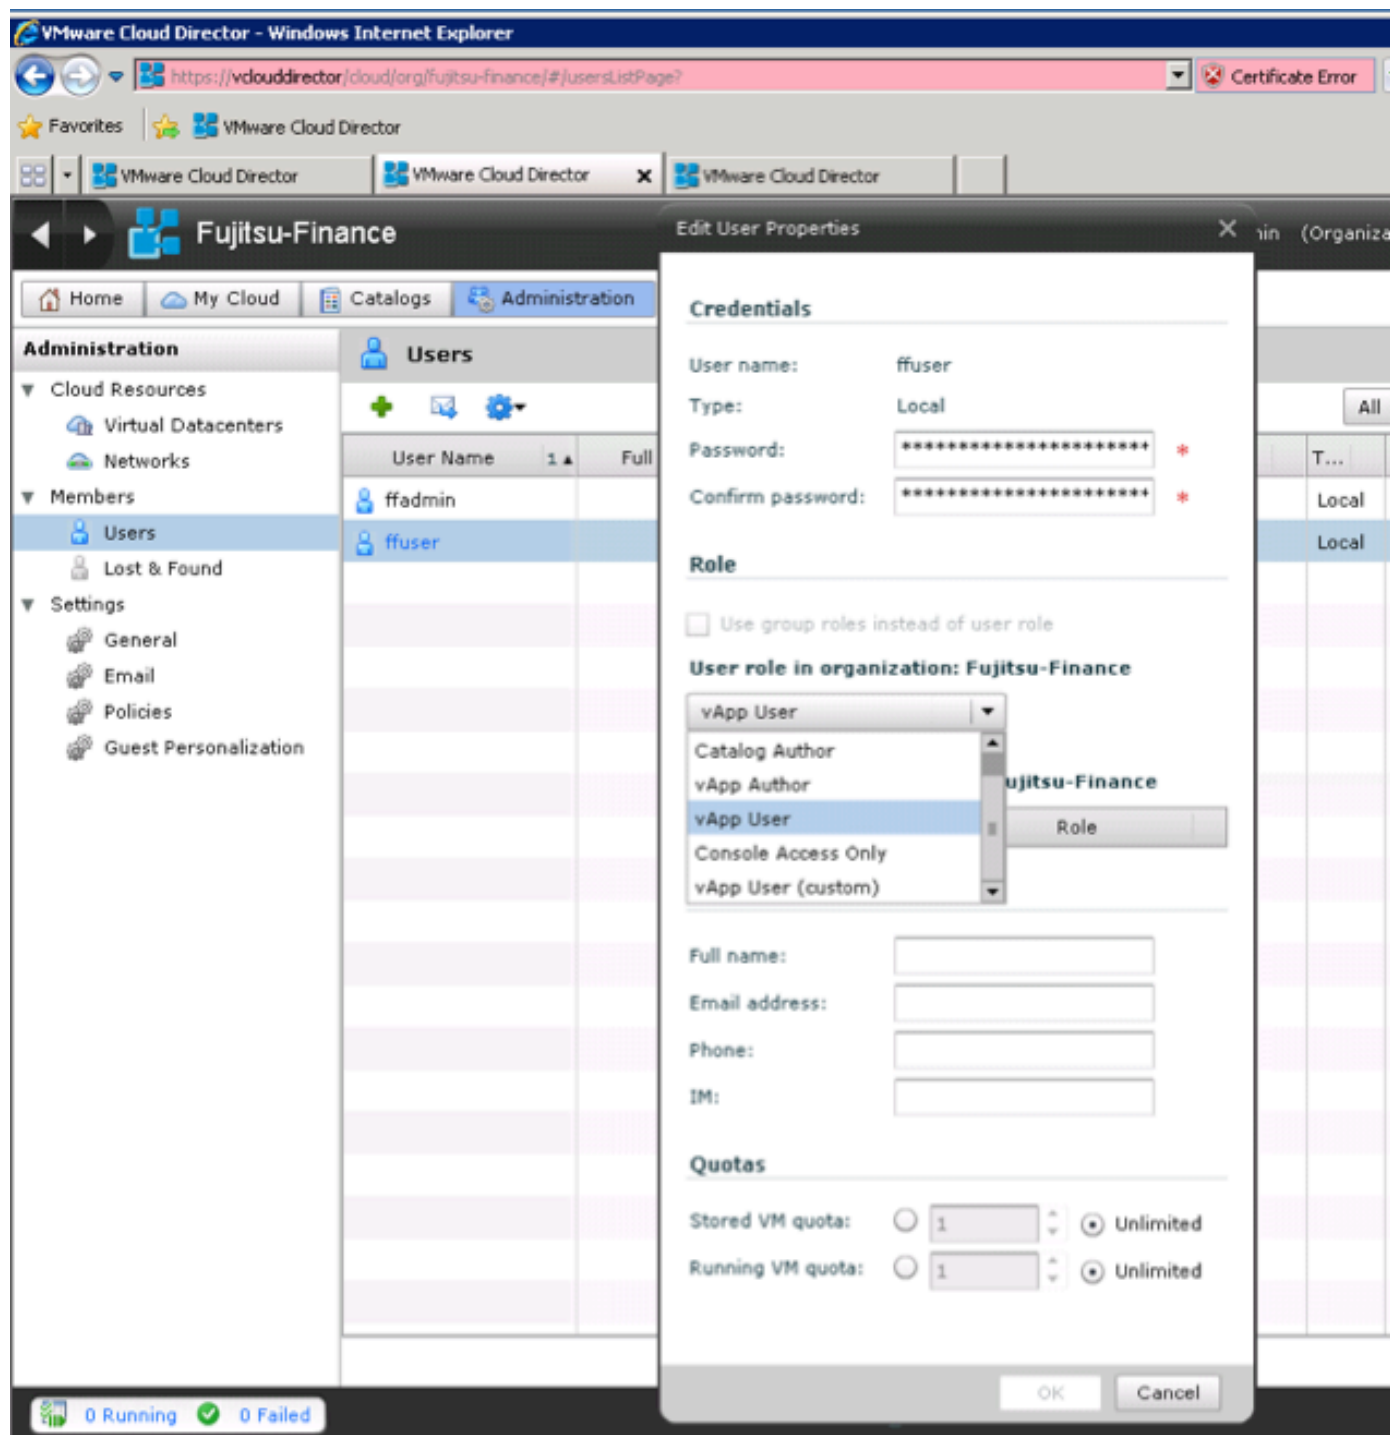 VMware Cloud Director - Windows Internet Explorer
https://vclouddirector/cloud/org/fujitsu-finance/#/usersListPage?
Certificate Error
Favorites
VMware Cloud Director
VMware Cloud Director
VMware Cloud Director
VMware Cloud Director
Fujitsu-Finance
Edit User Properties
(Organiza
Home
My Cloud
Catalogs
Administration
Administration
Cloud Resources
Virtual Datacenters
Networks
Members
Users
Lost & Found
Settings
General
Email
Policies
Guest Personalization
Users
All
User Name 1 Full
T...
ffadmin
Local
ffuser
Local
Credentials
User name: ffuser
Type: Local
Password: ********************** *
Confirm password: ********************** *
Role
Use group roles instead of user role
User role in organization: Fujitsu-Finance
vApp User
Catalog Author
vApp Author
vApp User
Console Access Only
vApp User (custom)
ujitsu-Finance
Role
Full name:
Email address:
Phone:
IM:
Quotas
Stored VM quota: 1 Unlimited
Running VM quota: 1 Unlimited
OK Cancel
0 Running 0 Failed